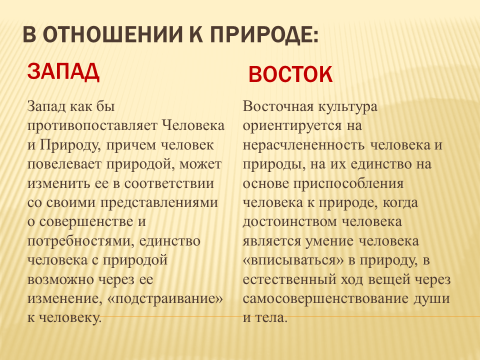 В ОТНОШЕНИИ К ПРИРОДЕ:
ЗАПАД
Запад как бы
противопоставляет Человека
и Природу, причем человек
повелевает природой, может
изменить ее в соответствии
со своими представлениями
о совершенстве и
потребностями, единство
человека с природой
возможно через ее
изменение, «подстраивание»
к человеку.
ВОСТОК
Восточная культура
ориентируется на
нерасчлененность человека и
природы, на их единство на
основе приспособления
человека к природе, когда
достоинством человека
является умение человека
«вписываться» в природу, в
естественный ход вещей через
самосовершенствование души
и тела.